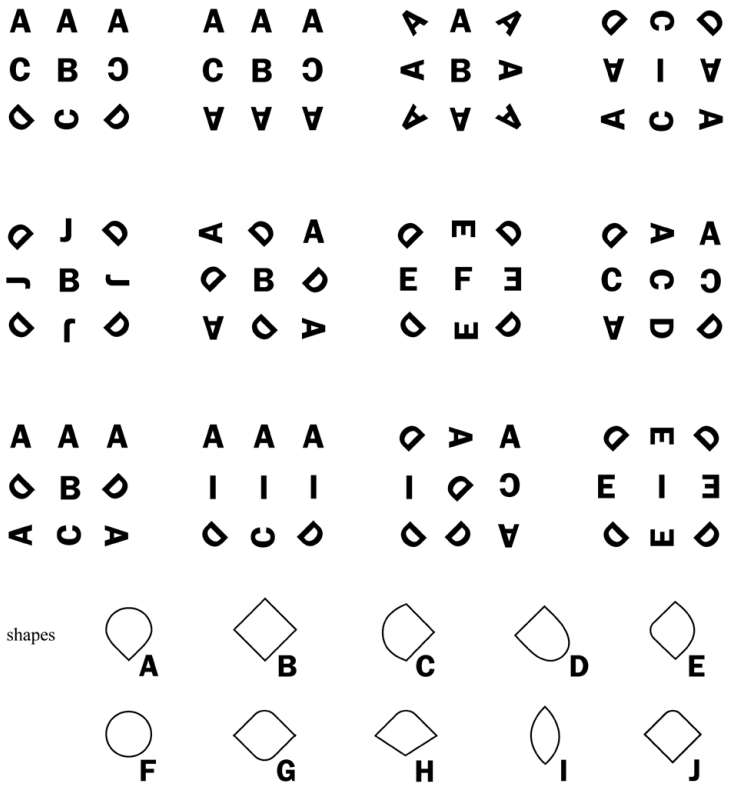 A A A A A A A A A D C D
C B C C B C A B A A I A
D C D A A A A A A A C A
D J D A D A D E D D A A
J B J D B D E F E C C C
D J D A D A D E D A D D
A A A A A A D A A D E D
D B D I I I I D C E I E
A C A D C D D D A D E D
shapes
A B C D E
F G H I J